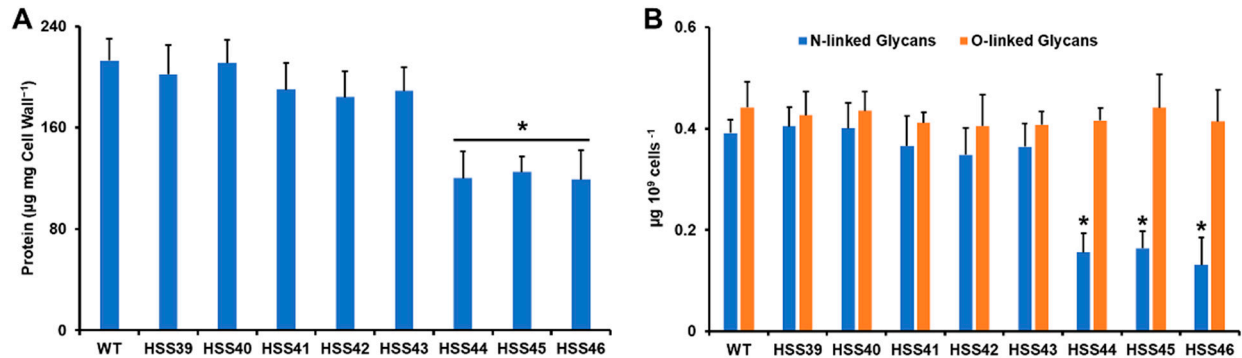 A
Protein (µg mg Cell Wall⁻¹)
240
160
80
0
*
WT HSS39 HSS40 HSS41 HSS42 HSS43 HSS44 HSS45 HSS46
B
µg 10⁹ cells ⁻¹
0.6
0.4
0.2
0
N-linked Glycans O-linked Glycans
* * *
WT HSS39 HSS40 HSS41 HSS42 HSS43 HSS44 HSS45 HSS46